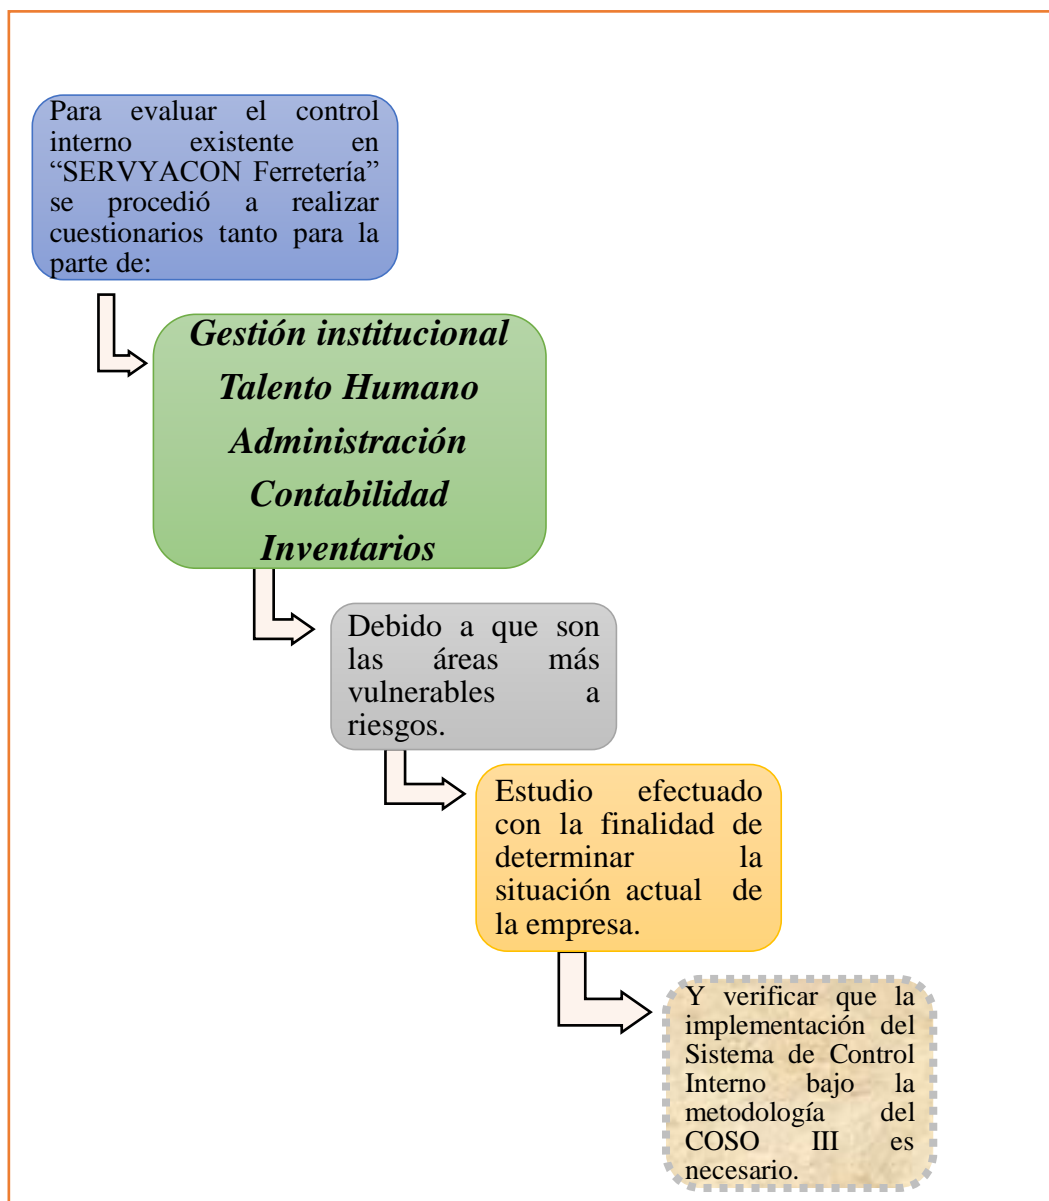 Para evaluar el control
interno existente en
“SERVYACON Ferretería”
se procedió a realizar
cuestionarios tanto para la
parte de:
Gestión institucional
Talento Humano
Administración
Contabilidad
Inventarios
Debido a que son
las áreas más
vulnerables a
riesgos.
Estudio efectuado
con la finalidad de
determinar la
situación actual de
la empresa.
Y verificar que la
implementación del
Sistema de Control
Interno bajo la
metodología del
COSO III es
necesario.